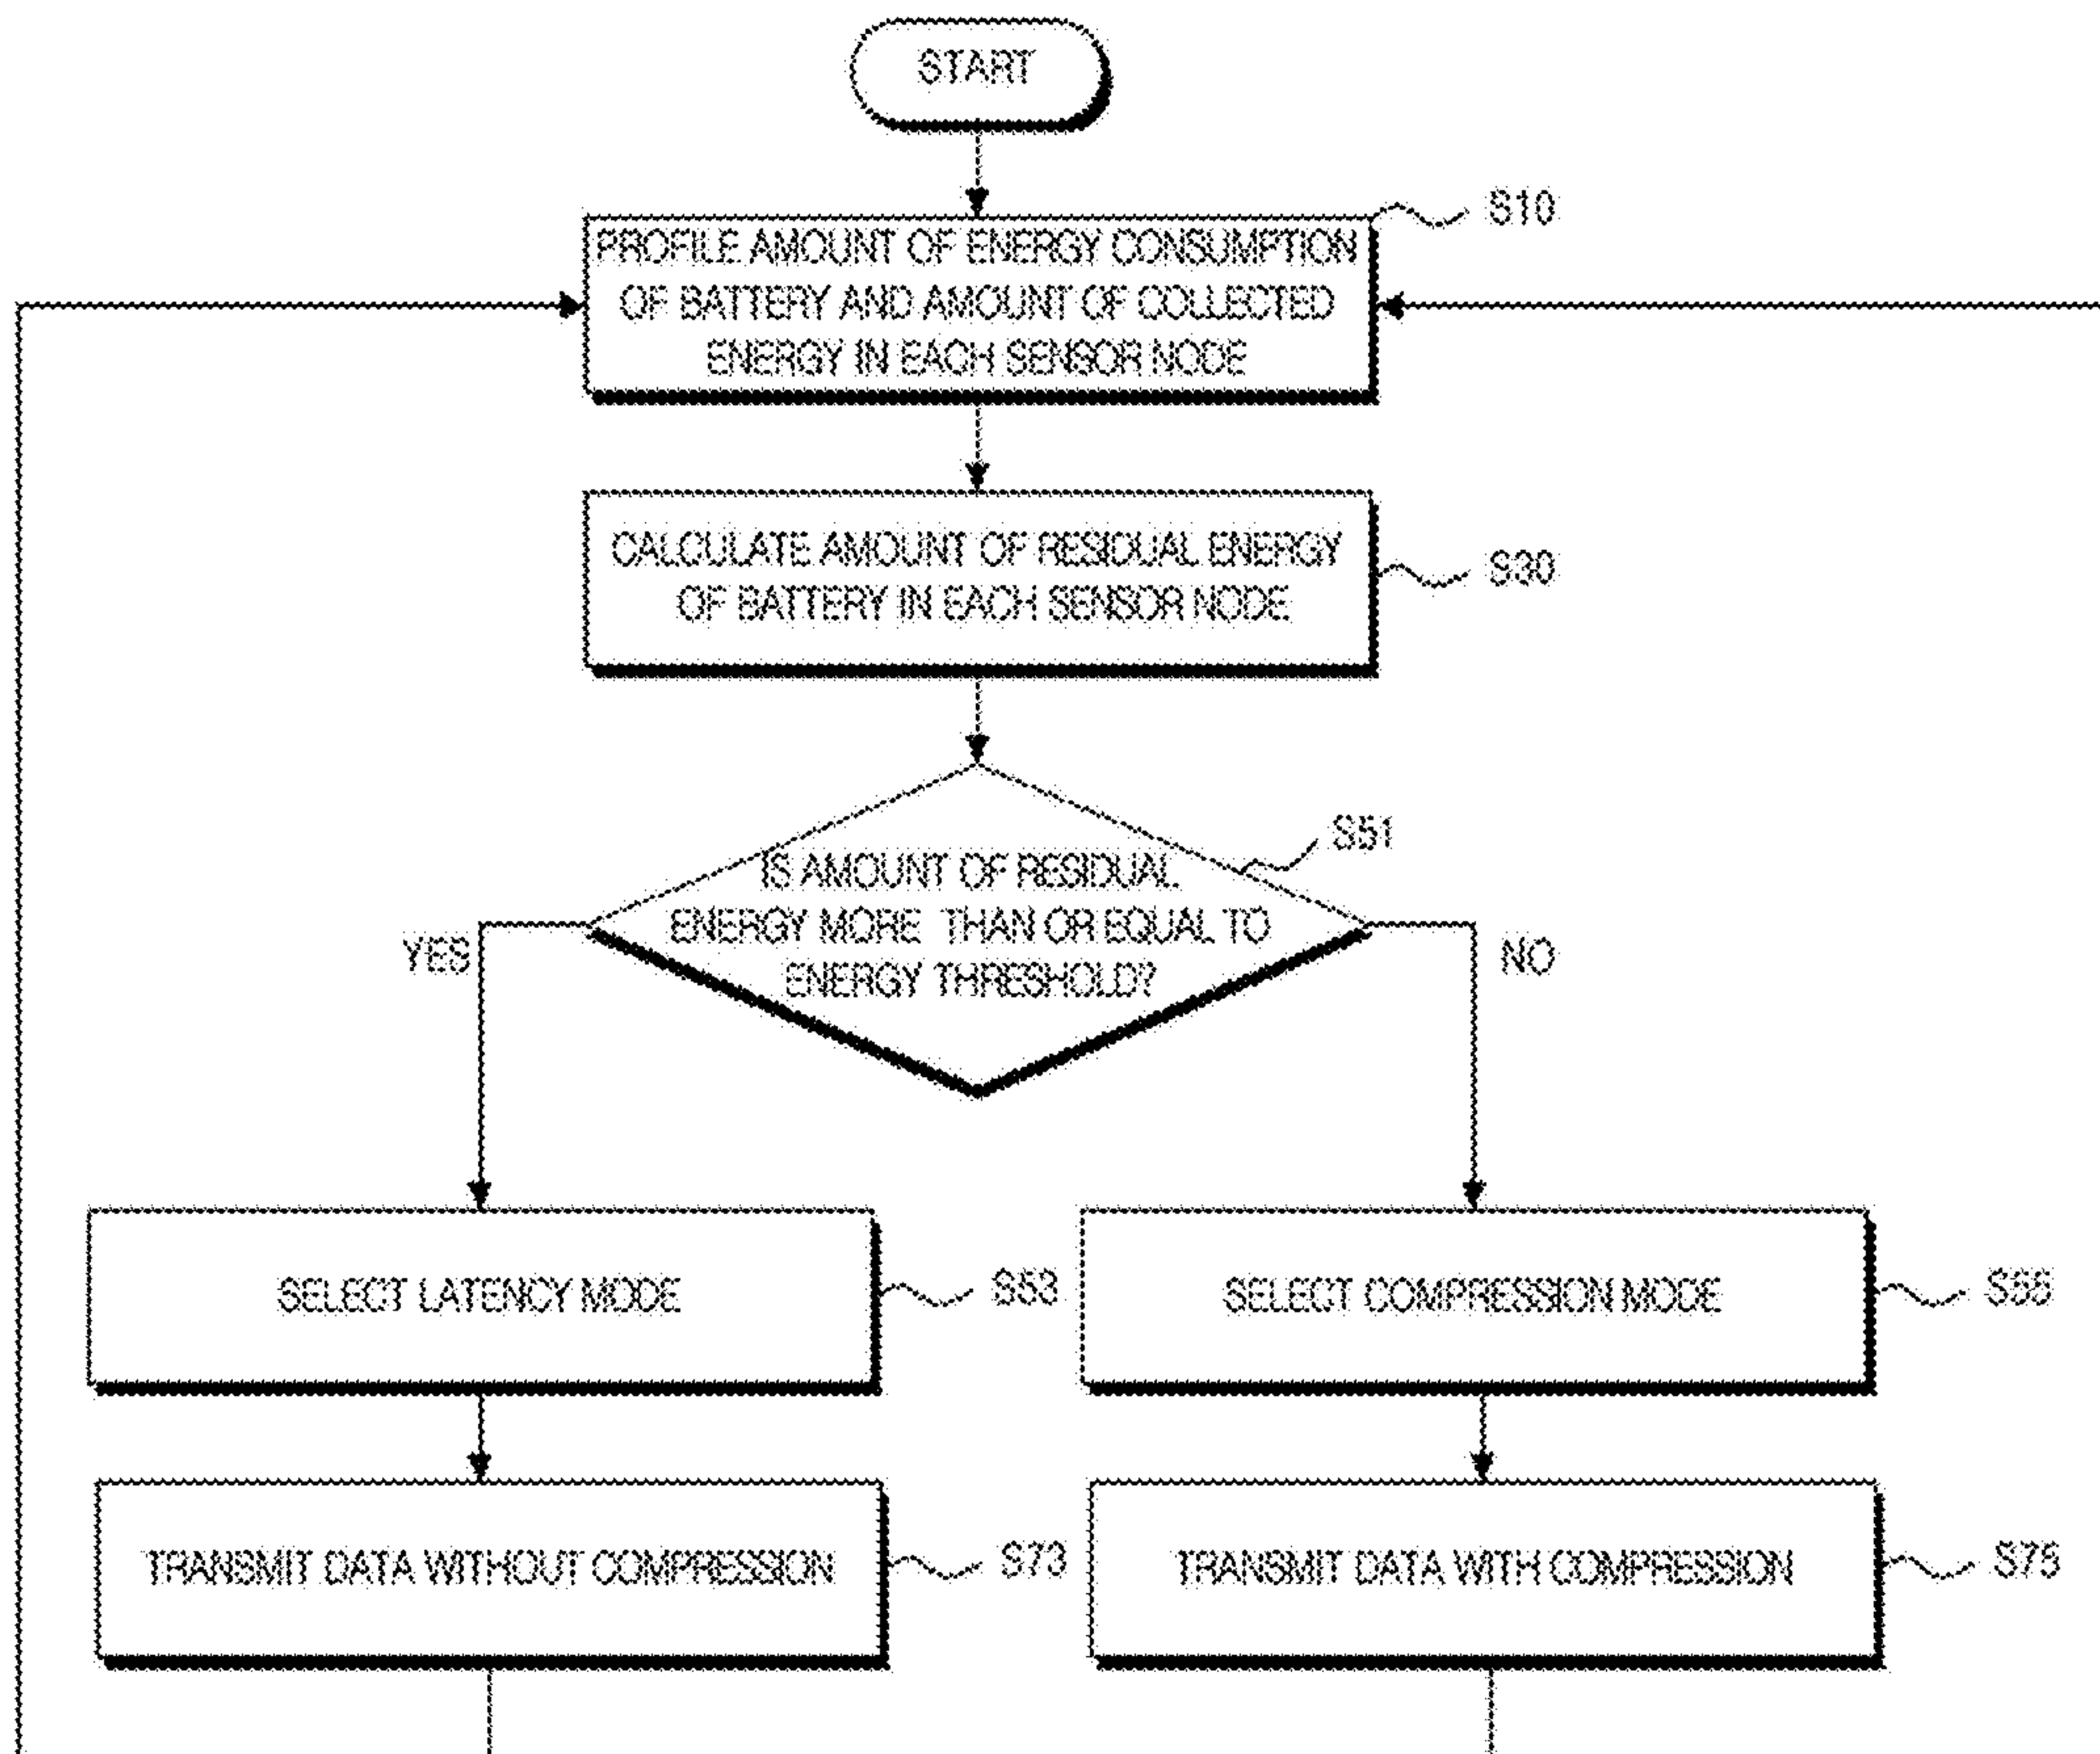 START
S10
PROFILE AMOUNT OF ENERGY CONSUMPTION
OF BATTERY AND AMOUNT OF COLLECTED
ENERGY IN EACH SENSOR NODE
CALCULATE AMOUNT OF RESIDUAL ENERGY
OF BATTERY IN EACH SENSOR NODE
S30
S51
IS AMOUNT OF RESIDUAL
ENERGY MORE THAN OR EQUAL TO
ENERGY THRESHOLD?
YES
NO
SELECT LATENCY MODE
S53
SELECT COMPRESSION MODE
S55
TRANSMIT DATA WITHOUT COMPRESSION
S73
TRANSMIT DATA WITH COMPRESSION
S75